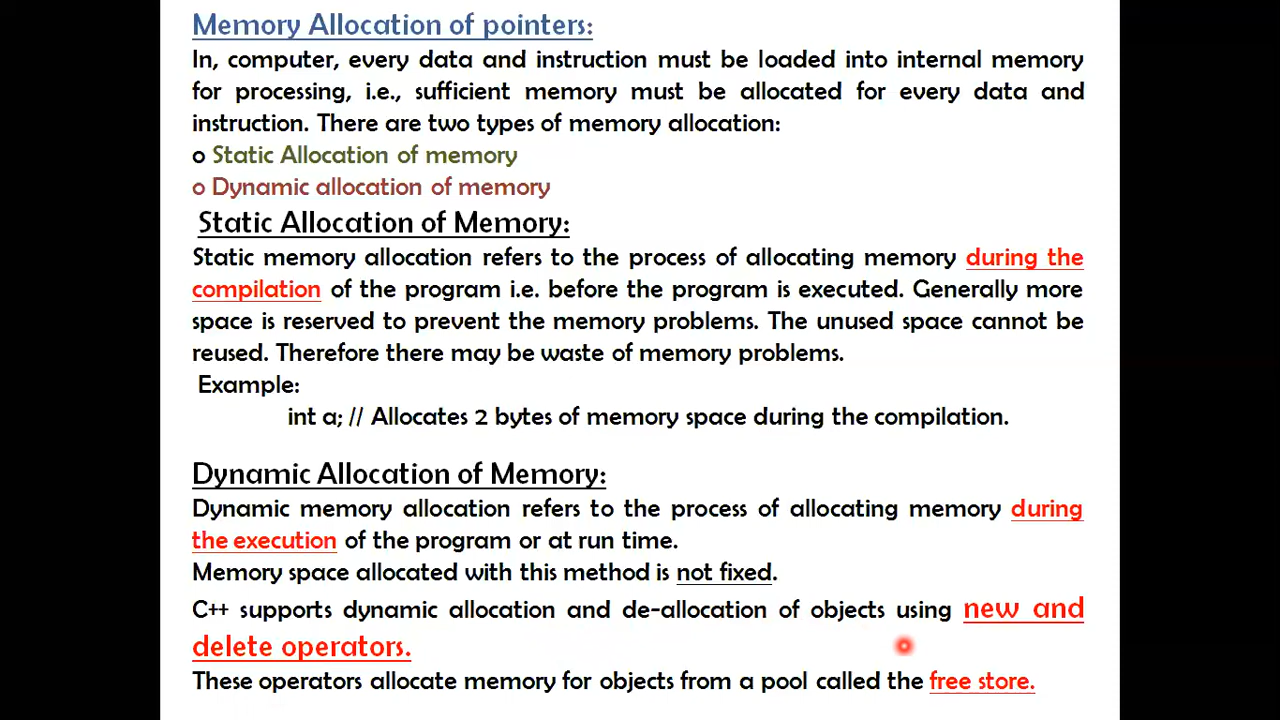 Memory Allocation of pointers:
In, computer, every data and instruction must be loaded into internal memory
for processing, i.e., sufficient memory must be allocated for every data and
instruction. There are two types of memory allocation:
o Static Allocation of memory
o Dynamic allocation of memory
Static Allocation of Memory:
Static memory allocation refers to the process of allocating memory during the
compilation of the program i.e. before the program is executed. Generally more
space is reserved to prevent the memory problems. The unused space cannot be
reused. Therefore there may be waste of memory problems.
Example:
int a; // Allocates 2 bytes of memory space during the compilation.
Dynamic Allocation of Memory:
Dynamic memory allocation refers to the process of allocating memory during
the execution of the program or at run time.
Memory space allocated with this method is not fixed.
C++ supports dynamic allocation and de-allocation of objects using new and
delete operators.
These operators allocate memory for objects from a pool called the free store.